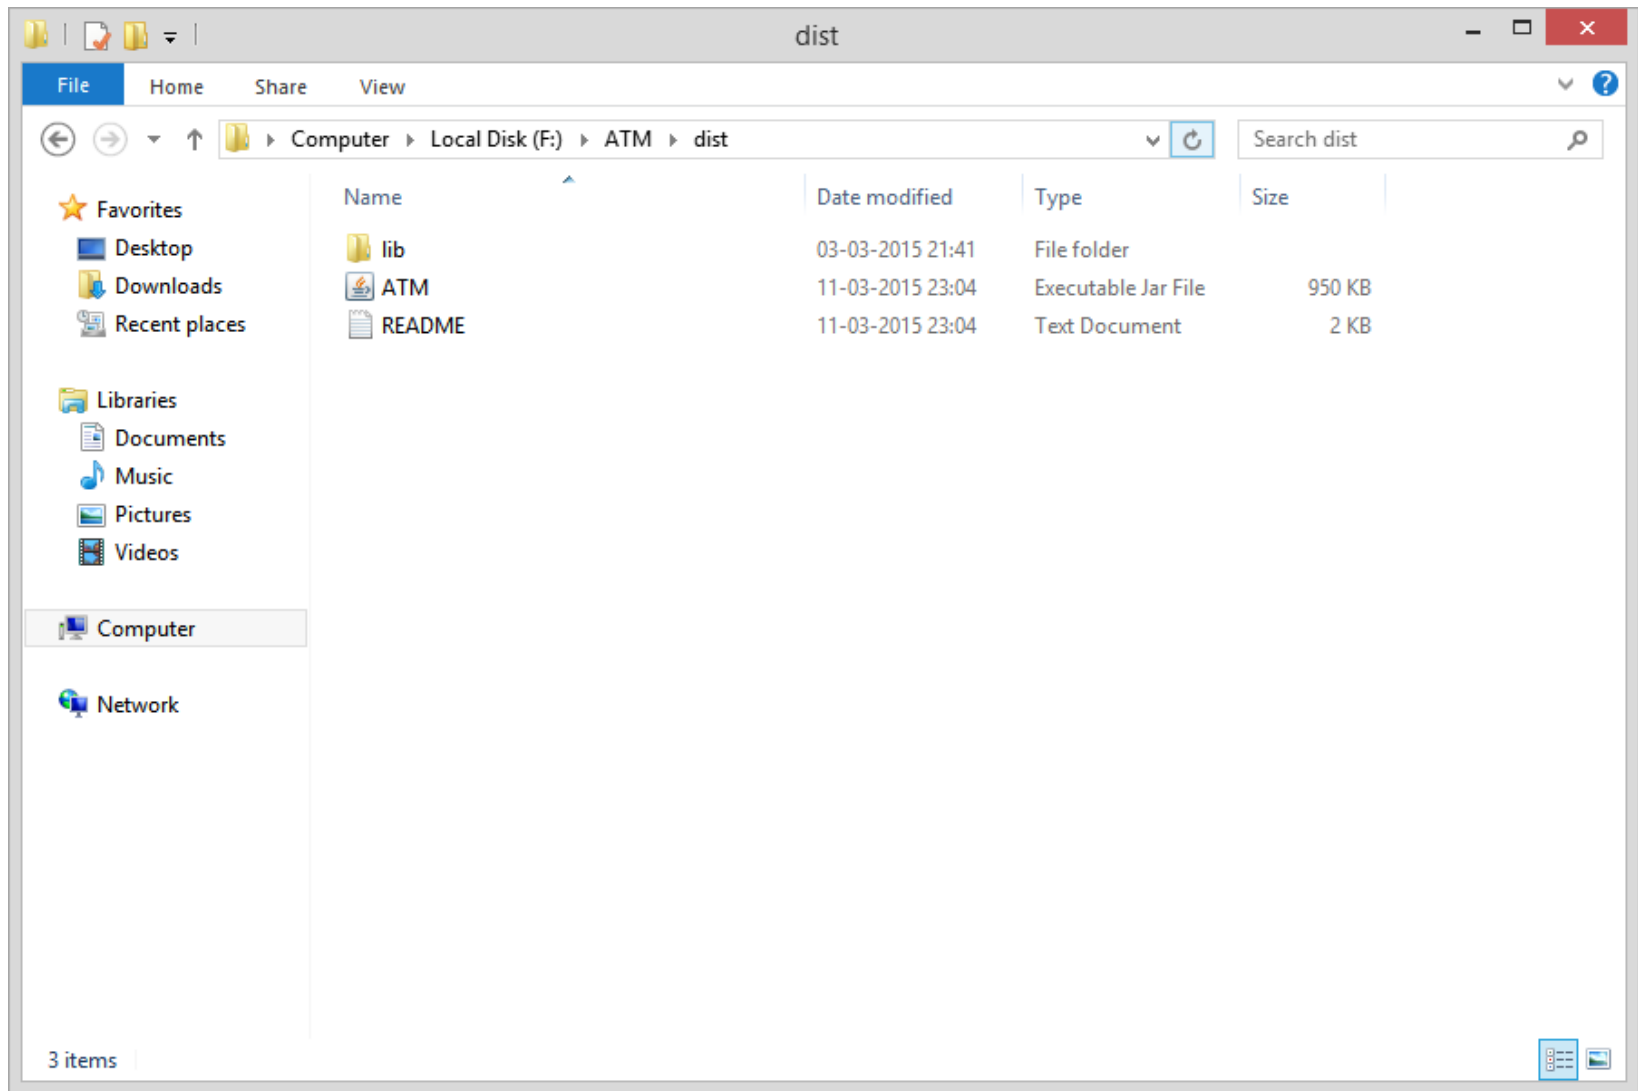 dist
File Home Share View
Computer Local Disk (F:) ATM dist Search dist
Name Date modified Type Size
lib 03-03-2015 21:41 File folder
ATM 11-03-2015 23:04 Executable Jar File 950 KB
README 11-03-2015 23:04 Text Document 2 KB
Favorites
Desktop
Downloads
Recent places
Libraries
Documents
Music
Pictures
Videos
Computer
Network
3 items